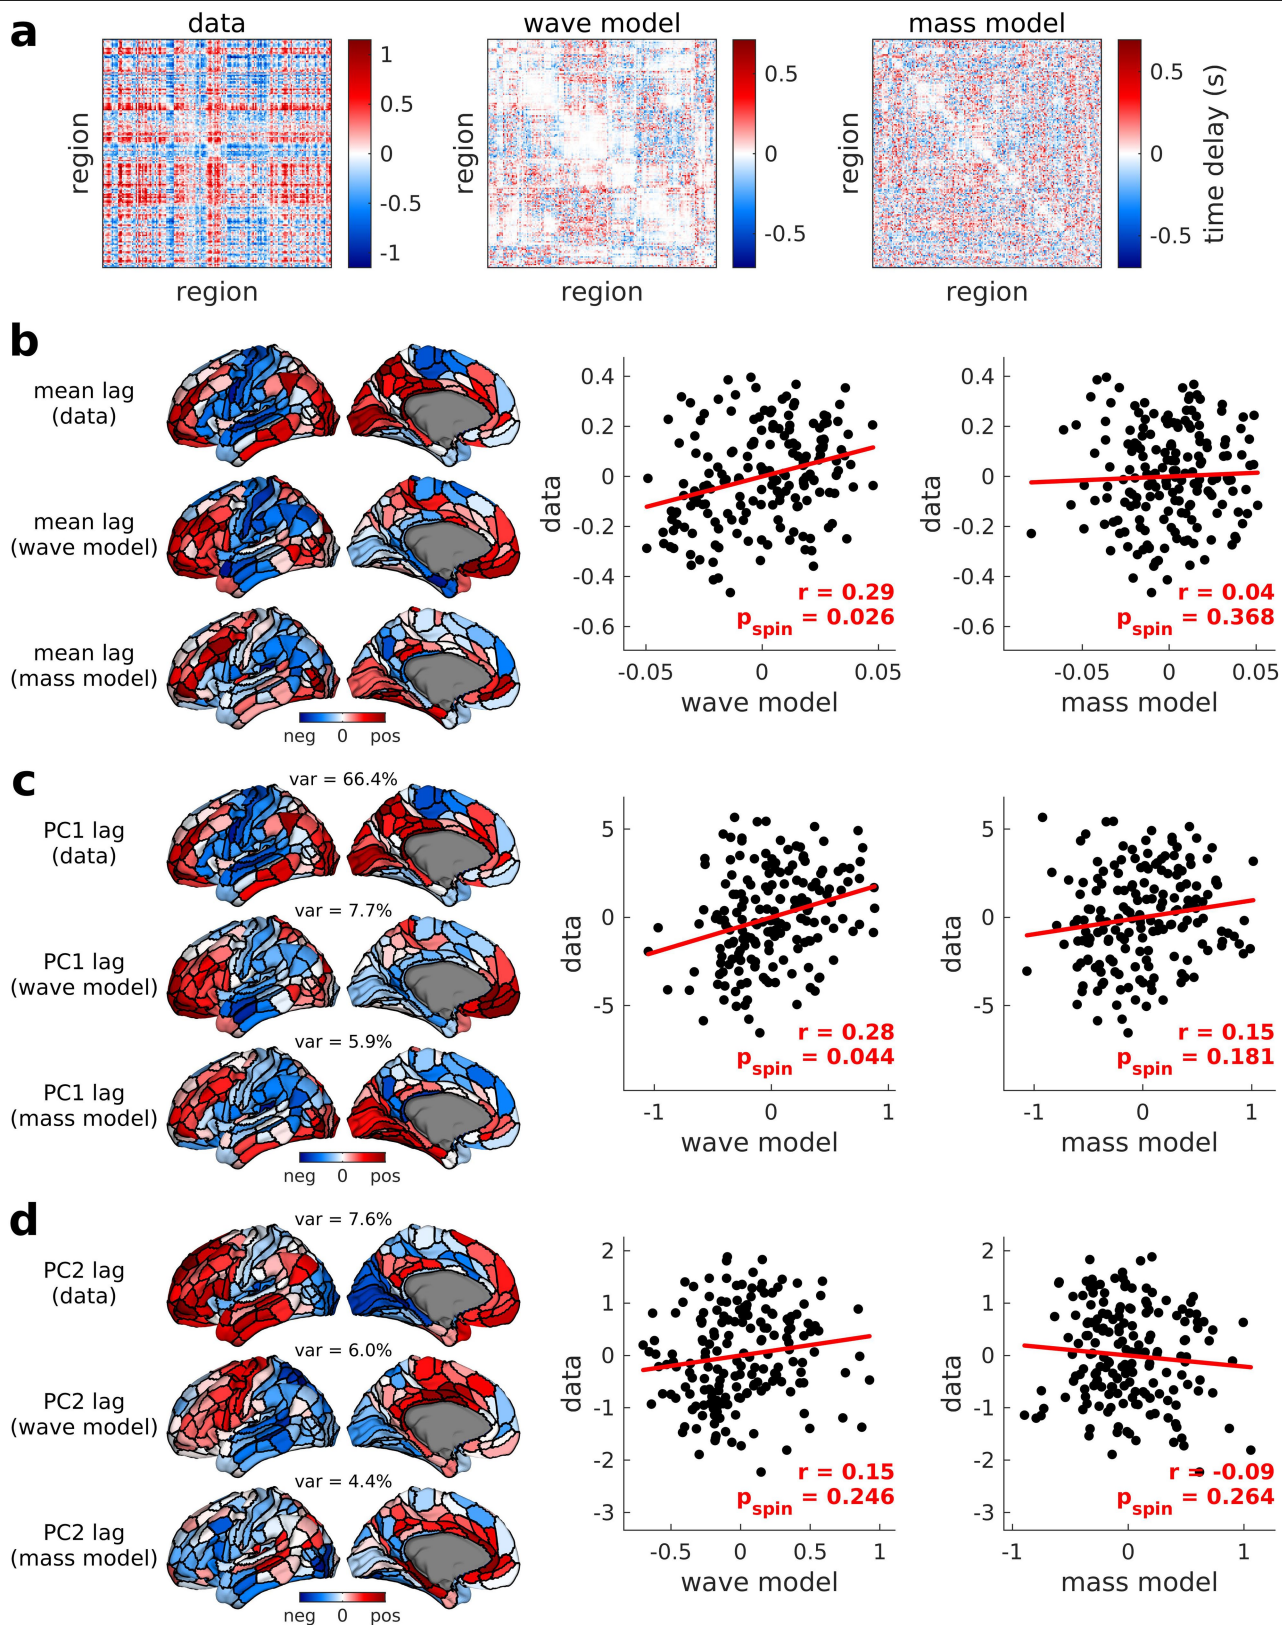 a
data
wave model
mass model
region
1
0.5
0
-0.5
-1
region
region
0.5
0
-0.5
region
region
0.5
0
-0.5
time delay (s)
region
b
mean lag
(data)
mean lag
(wave model)
mean lag
(mass model)
neg 0 pos
data
0.4
0.2
0
-0.2
-0.4
-0.6
r = 0.29
pspin = 0.026
-0.05 0 0.05
wave model
data
0.4
0.2
0
-0.2
-0.4
-0.6
r = 0.04
pspin = 0.368
-0.05 0 0.05
mass model
c
var = 66.4%
PC1 lag
(data)
var = 7.7%
PC1 lag
(wave model)
var = 5.9%
PC1 lag
(mass model)
neg 0 pos
data
5
0
-5
r = 0.28
pspin = 0.044
-1 0 1
wave model
data
5
0
-5
r = 0.15
pspin = 0.181
-1 0 1
mass model
d
var = 7.6%
PC2 lag
(data)
var = 6.0%
PC2 lag
(wave model)
var = 4.4%
PC2 lag
(mass model)
neg 0 pos
data
2
1
0
-1
-2
-3
r = 0.15
pspin = 0.246
-0.5 0 0.5 1
wave model
data
2
1
0
-1
-2
-3
r = -0.09
pspin = 0.264
-1 0 1
mass model